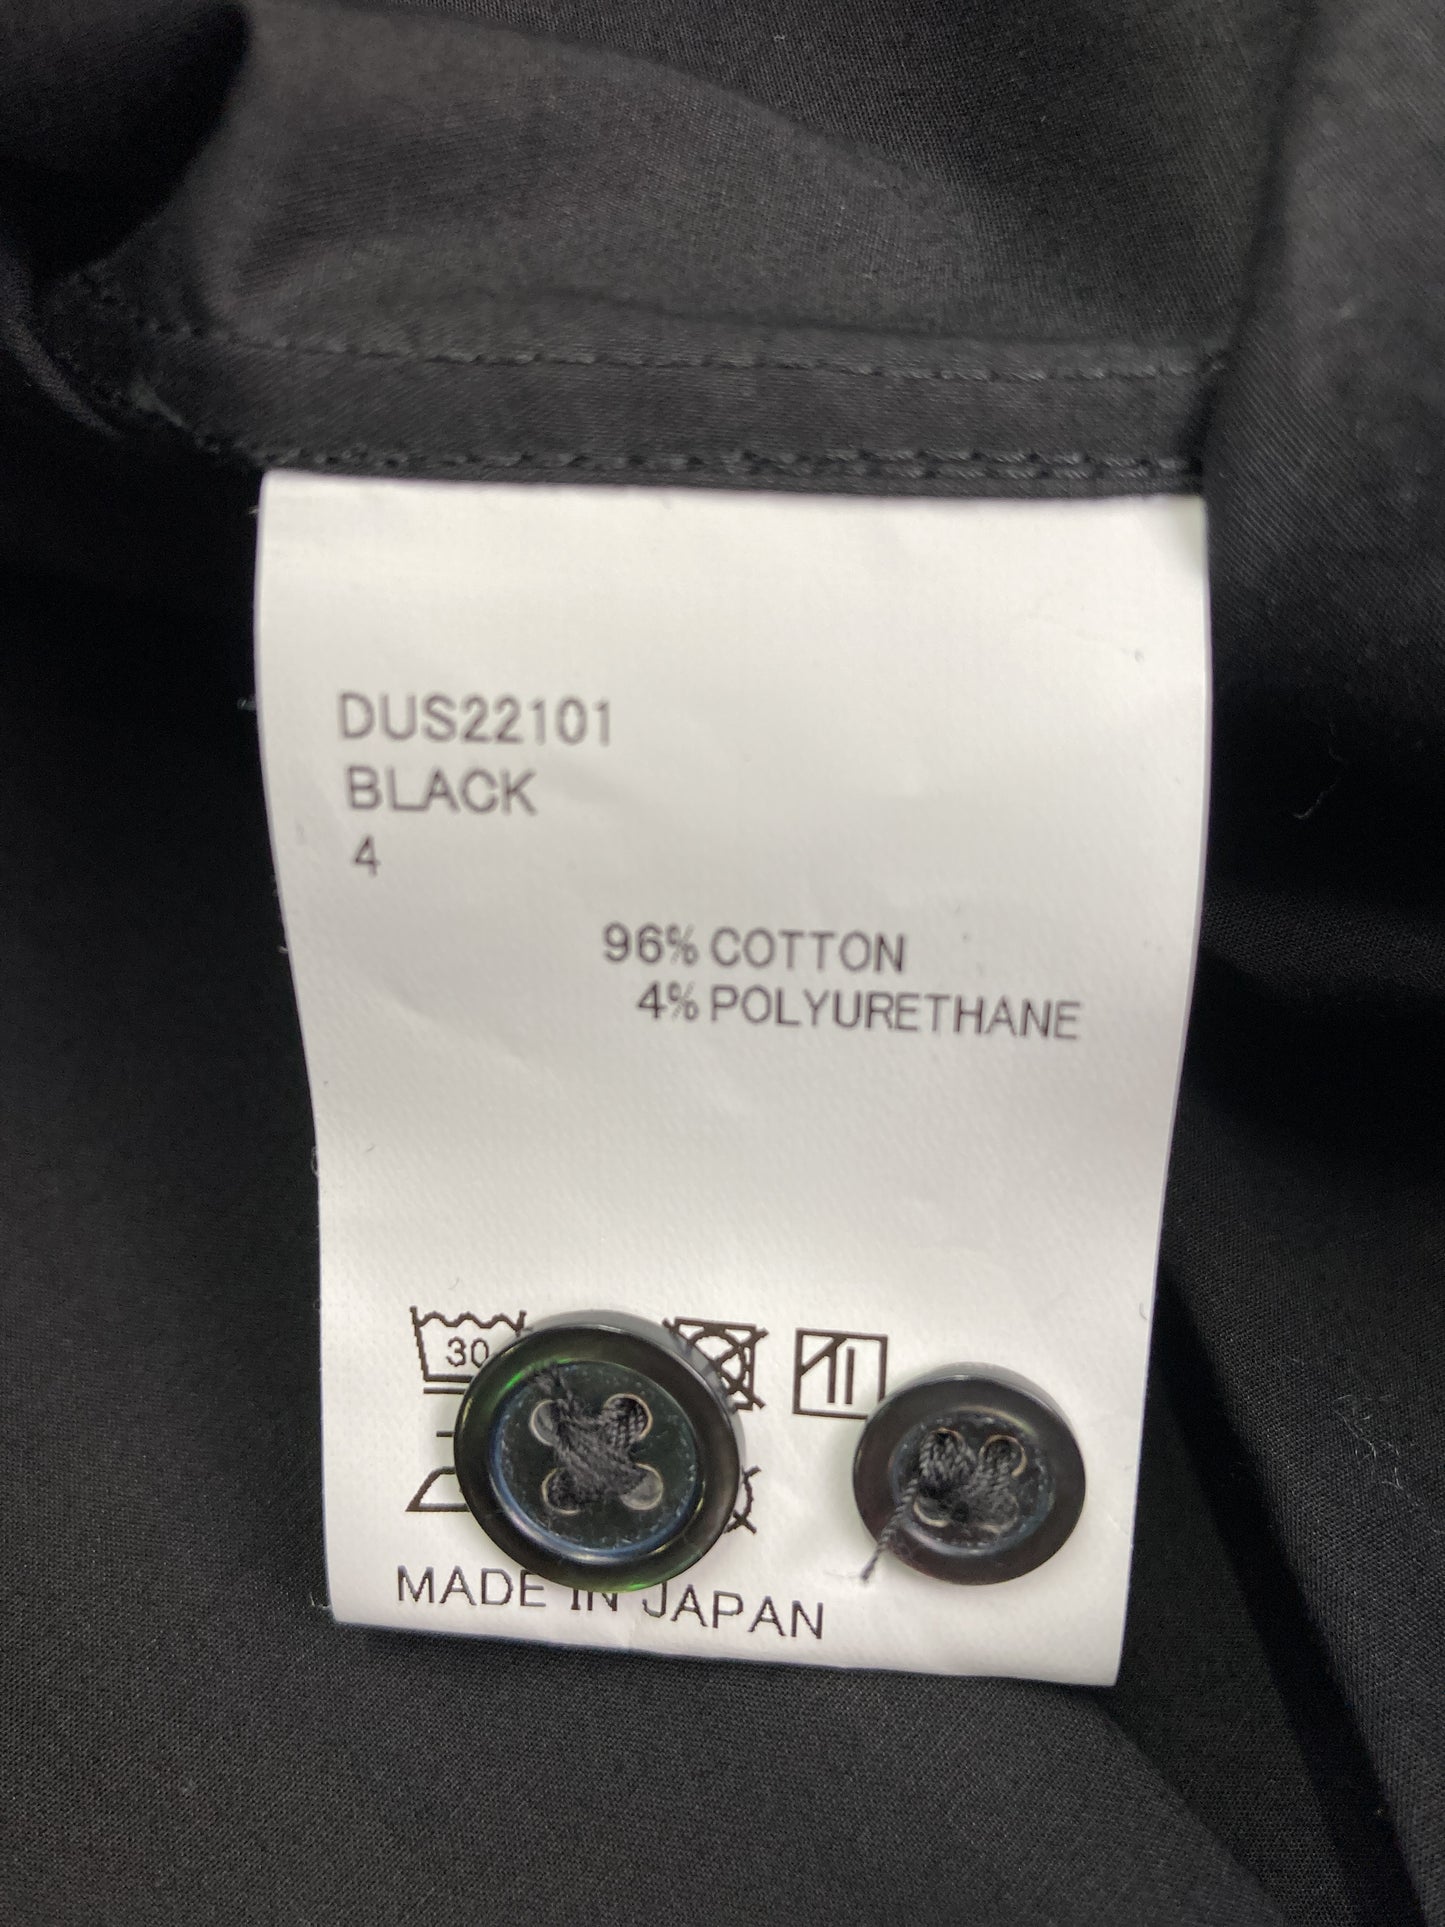 DUS22101
BLACK
4
96% COTTON
4% POLYURETHANE
30
MADE IN JAPAN